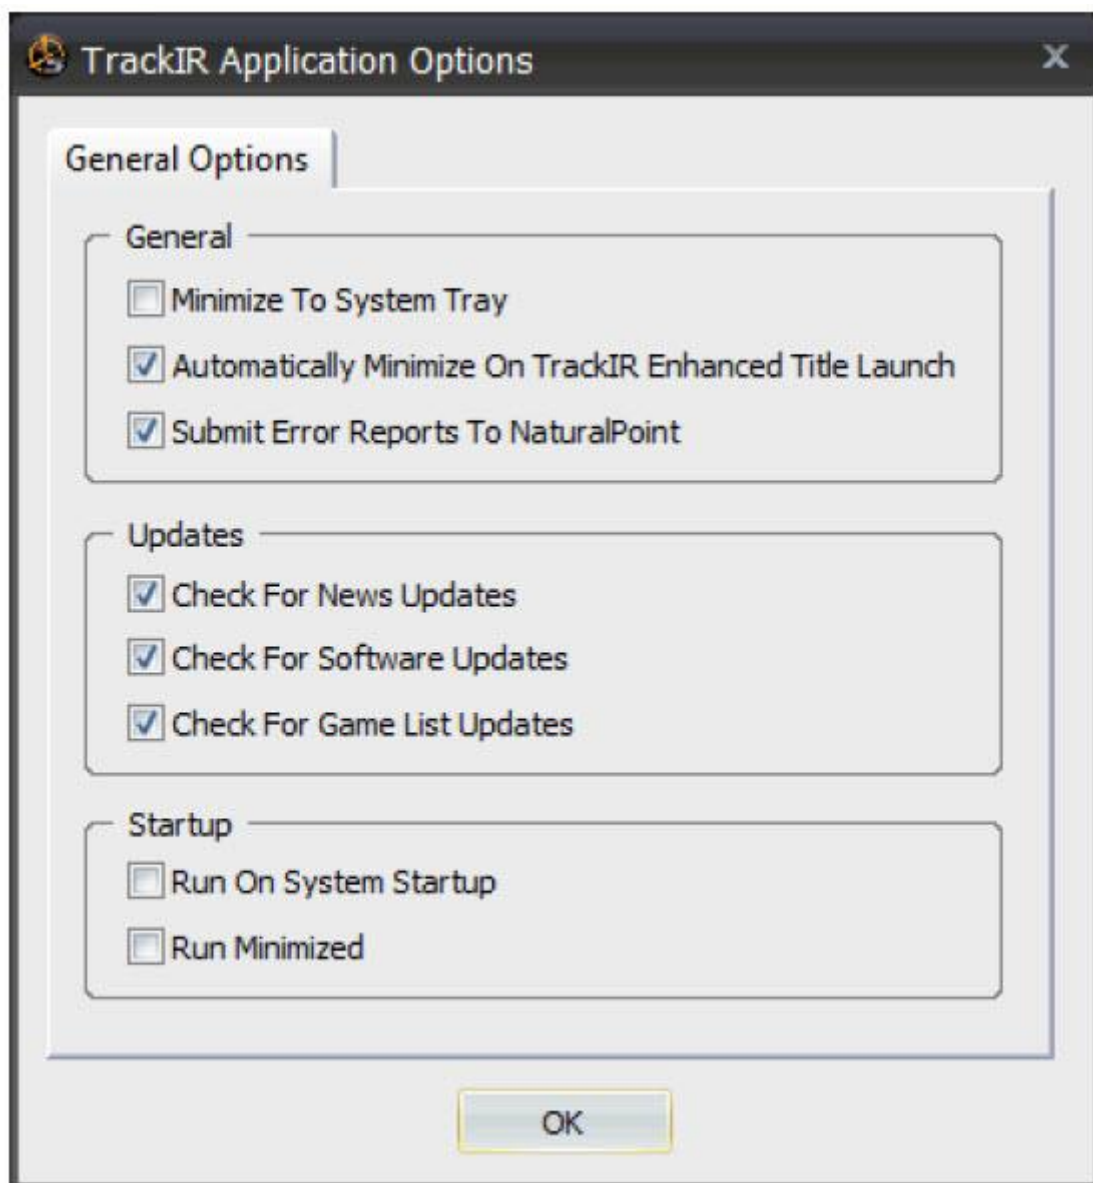 TrackIR Application Options
General Options
General
Minimize To System Tray
Automatically Minimize On TrackIR Enhanced Title Launch
Submit Error Reports To NaturalPoint
Updates
Check For News Updates
Check For Software Updates
Check For Game List Updates
Startup
Run On System Startup
Run Minimized
OK